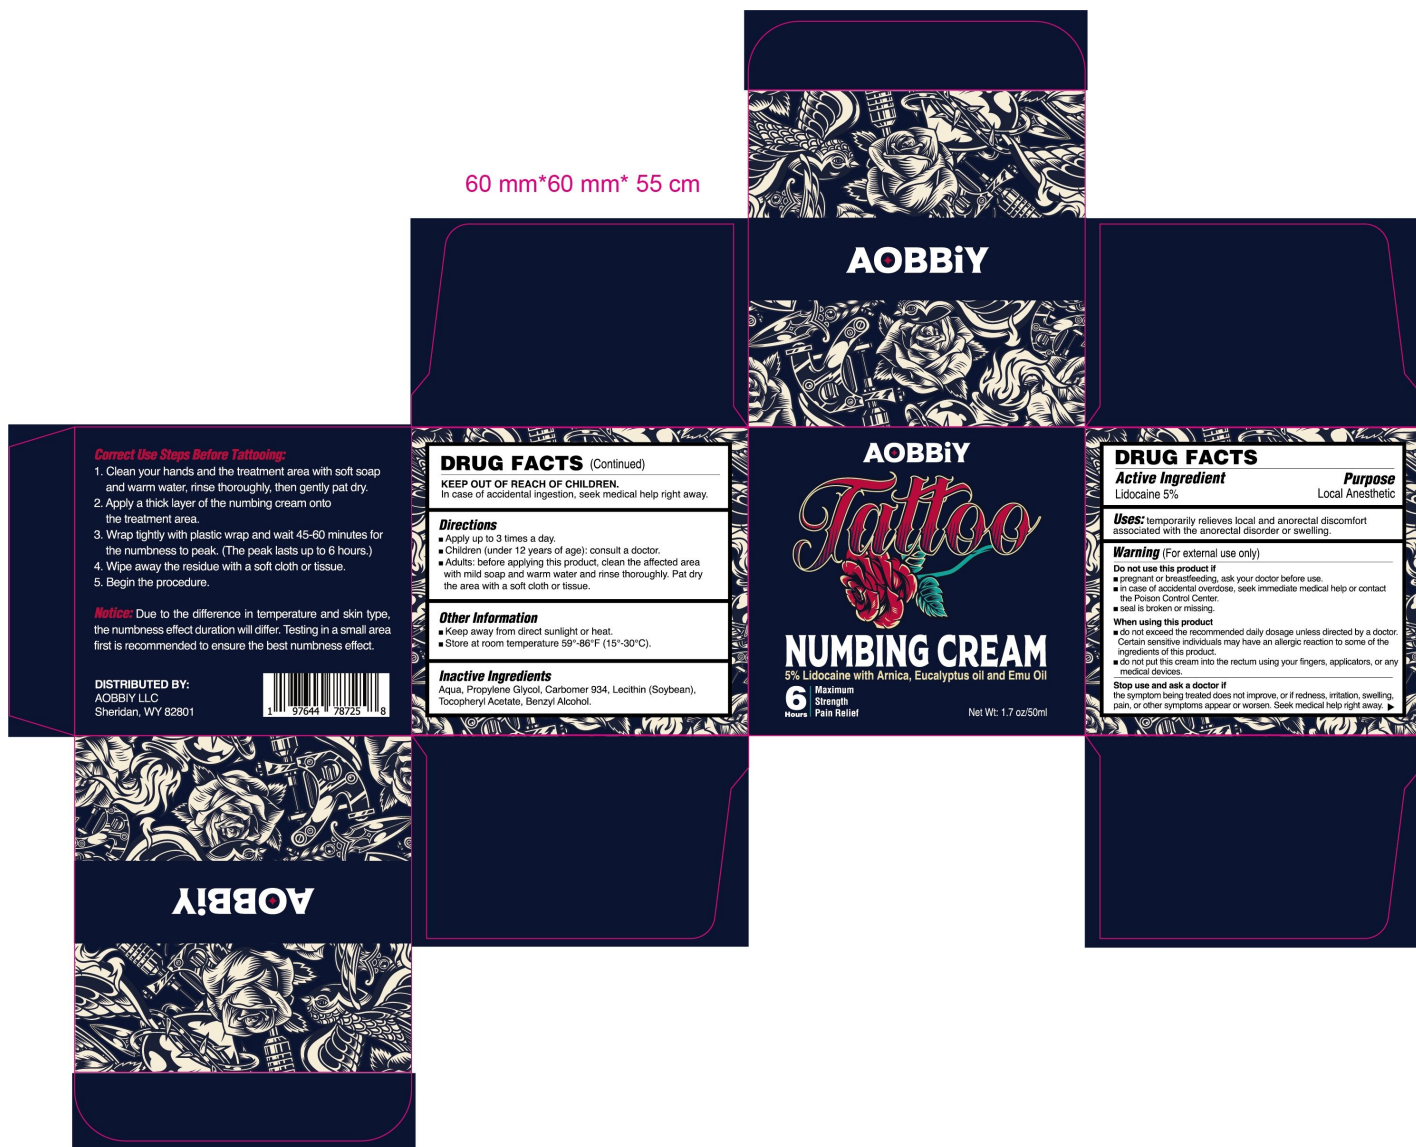 60 mm*60 mm* 55 cm
AOBBiY
Correct Use Steps Before Tattooing:
1. Clean your hands and the treatment area with soft soap
and warm water, rinse thoroughly, then gently pat dry.
2. Apply a thick layer of the numbing cream onto
the treatment area.
3. Wrap tightly with plastic wrap and wait 45-60 minutes for
the numbness to peak. (The peak lasts up to 6 hours.)
4. Wipe away the residue with a soft cloth or tissue.
5. Begin the procedure.
Notice: Due to the difference in temperature and skin type,
the numbness effect duration will differ. Testing in a small area
first is recommended to ensure the best numbness effect.
DISTRIBUTED BY:
AOBBIY LLC
Sheridan, WY 82801
1 97644 78725 8
DRUG FACTS (Continued)
KEEP OUT OF REACH OF CHILDREN.
In case of accidental ingestion, seek medical help right away.
Directions
■ Apply up to 3 times a day.
■ Children (under 12 years of age): consult a doctor.
■ Adults: before applying this product, clean the affected area
with mild soap and warm water and rinse thoroughly. Pat dry
the area with a soft cloth or tissue.
Other Information
■ Keep away from direct sunlight or heat.
■ Store at room temperature 59°-86°F (15°-30°C).
Inactive Ingredients
Aqua, Propylene Glycol, Carbomer 934, Lecithin (Soybean),
Tocopheryl Acetate, Benzyl Alcohol.
AOBBiY
Tattoo
NUMBING CREAM
5% Lidocaine with Arnica, Eucalyptus oil and Emu Oil
6 Hours
Maximum
Strength
Pain Relief
Net Wt: 1.7 oz/50ml
DRUG FACTS
Active Ingredient Purpose
Lidocaine 5% Local Anesthetic
Uses: temporarily relieves local and anorectal discomfort
associated with the anorectal disorder or swelling.
Warning (For external use only)
Do not use this product if
■ pregnant or breastfeeding, ask your doctor before use.
■ in case of accidental overdose, seek immediate medical help or contact
the Poison Control Center.
■ seal is broken or missing.
When using this product
■ do not exceed the recommended daily dosage unless directed by a doctor.
Certain sensitive individuals may have an allergic reaction to some of the
ingredients of this product.
■ do not put this cream into the rectum using your fingers, applicators, or any
medical devices.
Stop use and ask a doctor if
the symptom being treated does not improve, or if redness, irritation, swelling,
pain, or other symptoms appear or worsen. Seek medical help right away. ▶
AOBBiY